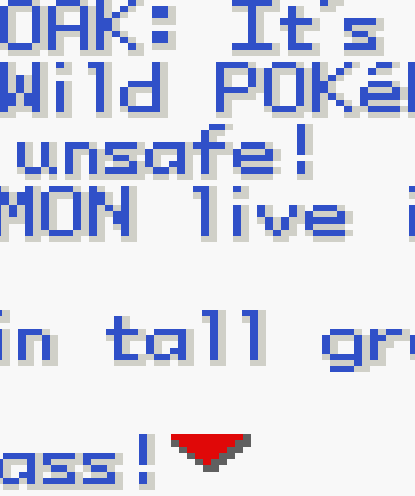 OAK: It's
Wild POKé
unsafe!
MON live i
in tall gr
ass!